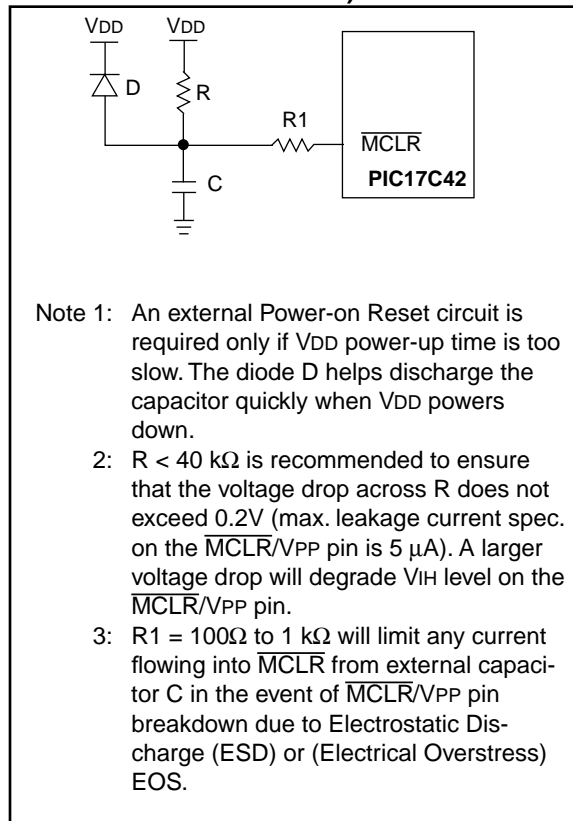 VDD VDD
D
R
R1
MCLR
PIC17C42
C
Note 1: An external Power-on Reset circuit is
required only if VDD power-up time is too
slow. The diode D helps discharge the
capacitor quickly when VDD powers
down.
2: R < 40 kΩ is recommended to ensure
that the voltage drop across R does not
exceed 0.2V (max. leakage current spec.
on the MCLR/VPP pin is 5 µA). A larger
voltage drop will degrade VIH level on the
MCLR/VPP pin.
3: R1 = 100Ω to 1 kΩ will limit any current
flowing into MCLR from external capaci-
tor C in the event of MCLR/VPP pin
breakdown due to Electrostatic Dis-
charge (ESD) or (Electrical Overstress)
EOS.